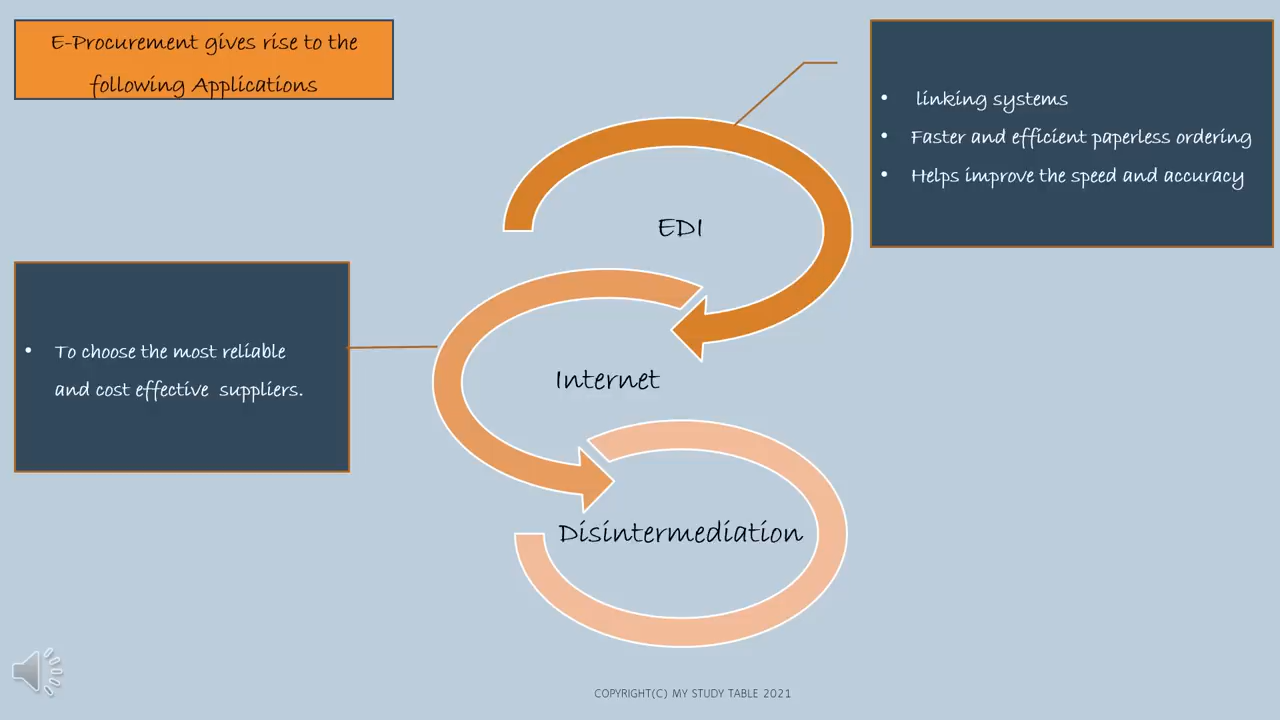 E-Procurement gives rise to the
following Applications
• linking systems
• Faster and efficient paperless ordering
• Helps improve the speed and accuracy
EDI
• To choose the most reliable
and cost effective suppliers.
Internet
Disintermediation
COPYRIGHT(C) MY STUDY TABLE 2021